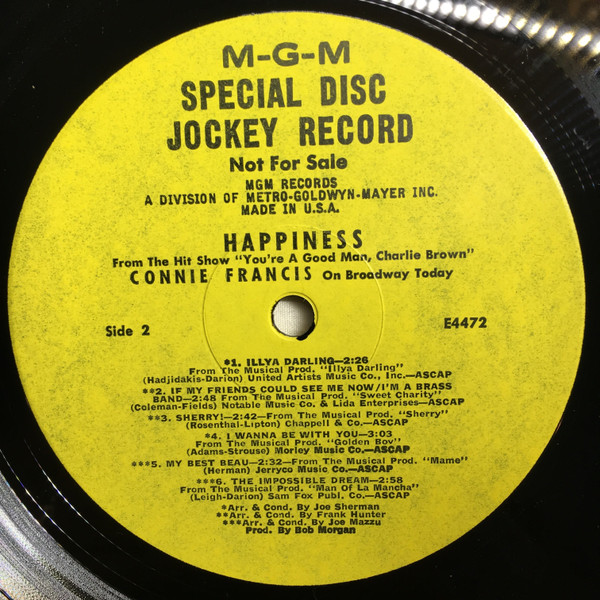 M-G-M
SPECIAL DISC
JOCKEY RECORD
Not For Sale
MGM RECORDS
A DIVISION OF METRO-GOLDWYN-MAYER INC.
MADE IN U.S.A.
HAPPINESS
From The Hit Show "You're A Good Man, Charlie Brown"
CONNIE FRANCIS On Broadway Today
Side 2
E4472
*1. ILLYA DARLING—2:26
From The Musical Prod. "Illya Darling"
(Hadjidakis-Darion) United Artists Music Co., Inc.—ASCAP
**2. IF MY FRIENDS COULD SEE ME NOW/I'M A BRASS
BAND—2:48 From The Musical Prod. "Sweet Charity"
(Coleman-Fields) Notable Music Co. & Lida Enterprises—ASCAP
**3. SHERRY!—2:42—From The Musical Prod. "Sherry"
(Rosenthal-Lipton) Chappell & Co.—ASCAP
*4. I WANNA BE WITH YOU—3:03
From The Musical Prod. "Golden Boy"
(Adams-Strouse) Morley Music Co.—ASCAP
***5. MY BEST BEAU—2:32—From The Musical Prod. "Mame"
(Herman) Jerryco Music Co.—ASCAP
***6. THE IMPOSSIBLE DREAM—2:58
From The Musical Prod. "Man Of La Mancha"
(Leigh-Darion) Sam Fox Publ. Co.—ASCAP
*Arr. & Cond. By Joe Sherman
**Arr. & Cond. By Frank Hunter
***Arr. & Cond. By Joe Mazzu
Prod. By Bob Morgan